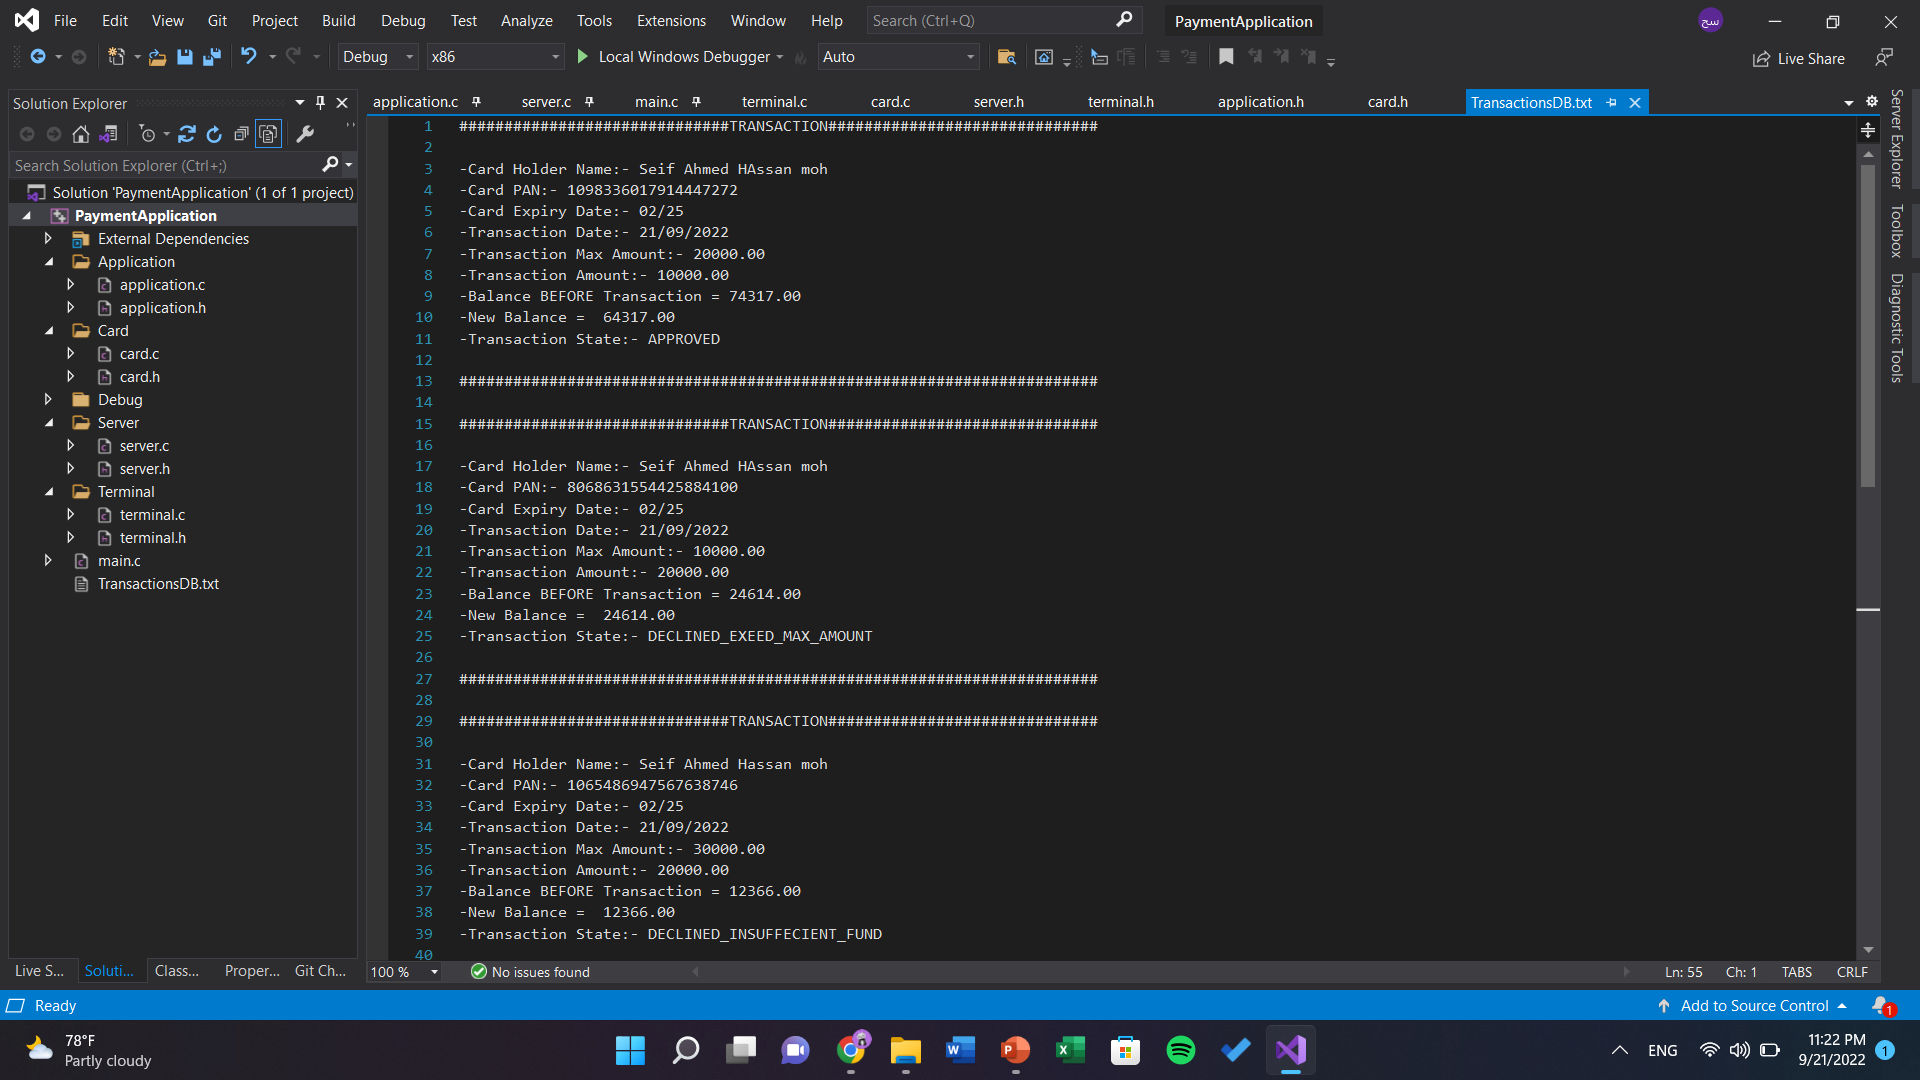 File Edit View Git Project Build Debug Test Analyze Tools Extensions Window Help Search (Ctrl+Q) PaymentApplication سح
Debug x86 Local Windows Debugger Auto Live Share
Solution Explorer
Search Solution Explorer (Ctrl+;)
Solution 'PaymentApplication' (1 of 1 project)
PaymentApplication
External Dependencies
Application
application.c
application.h
Card
card.c
card.h
Debug
Server
server.c
server.h
Terminal
terminal.c
terminal.h
main.c
TransactionsDB.txt
Live S... Soluti... Class... Proper... Git Ch...
application.c server.c main.c terminal.c card.c server.h terminal.h application.h card.h TransactionsDB.txt
1 ##############################TRANSACTION##############################
2
3 -Card Holder Name:- Seif Ahmed HAssan moh
4 -Card PAN:- 1098336017914447272
5 -Card Expiry Date:- 02/25
6 -Transaction Date:- 21/09/2022
7 -Transaction Max Amount:- 20000.00
8 -Transaction Amount:- 10000.00
9 -Balance BEFORE Transaction = 74317.00
10 -New Balance =  64317.00
11 -Transaction State:- APPROVED
12
13 #######################################################################
14
15 ##############################TRANSACTION##############################
16
17 -Card Holder Name:- Seif Ahmed HAssan moh
18 -Card PAN:- 8068631554425884100
19 -Card Expiry Date:- 02/25
20 -Transaction Date:- 21/09/2022
21 -Transaction Max Amount:- 10000.00
22 -Transaction Amount:- 20000.00
23 -Balance BEFORE Transaction = 24614.00
24 -New Balance =  24614.00
25 -Transaction State:- DECLINED_EXEED_MAX_AMOUNT
26
27 #######################################################################
28
29 ##############################TRANSACTION##############################
30
31 -Card Holder Name:- Seif Ahmed Hassan moh
32 -Card PAN:- 1065486947567638746
33 -Card Expiry Date:- 02/25
34 -Transaction Date:- 21/09/2022
35 -Transaction Max Amount:- 30000.00
36 -Transaction Amount:- 20000.00
37 -Balance BEFORE Transaction = 12366.00
38 -New Balance =  12366.00
39 -Transaction State:- DECLINED_INSUFFECIENT_FUND
40
100 % No issues found Ln: 55 Ch: 1 TABS CRLF
Server Explorer
Toolbox
Diagnostic Tools
Ready Add to Source Control 1
78°F
Partly cloudy
W P X
ENG
11:22 PM
9/21/2022
1